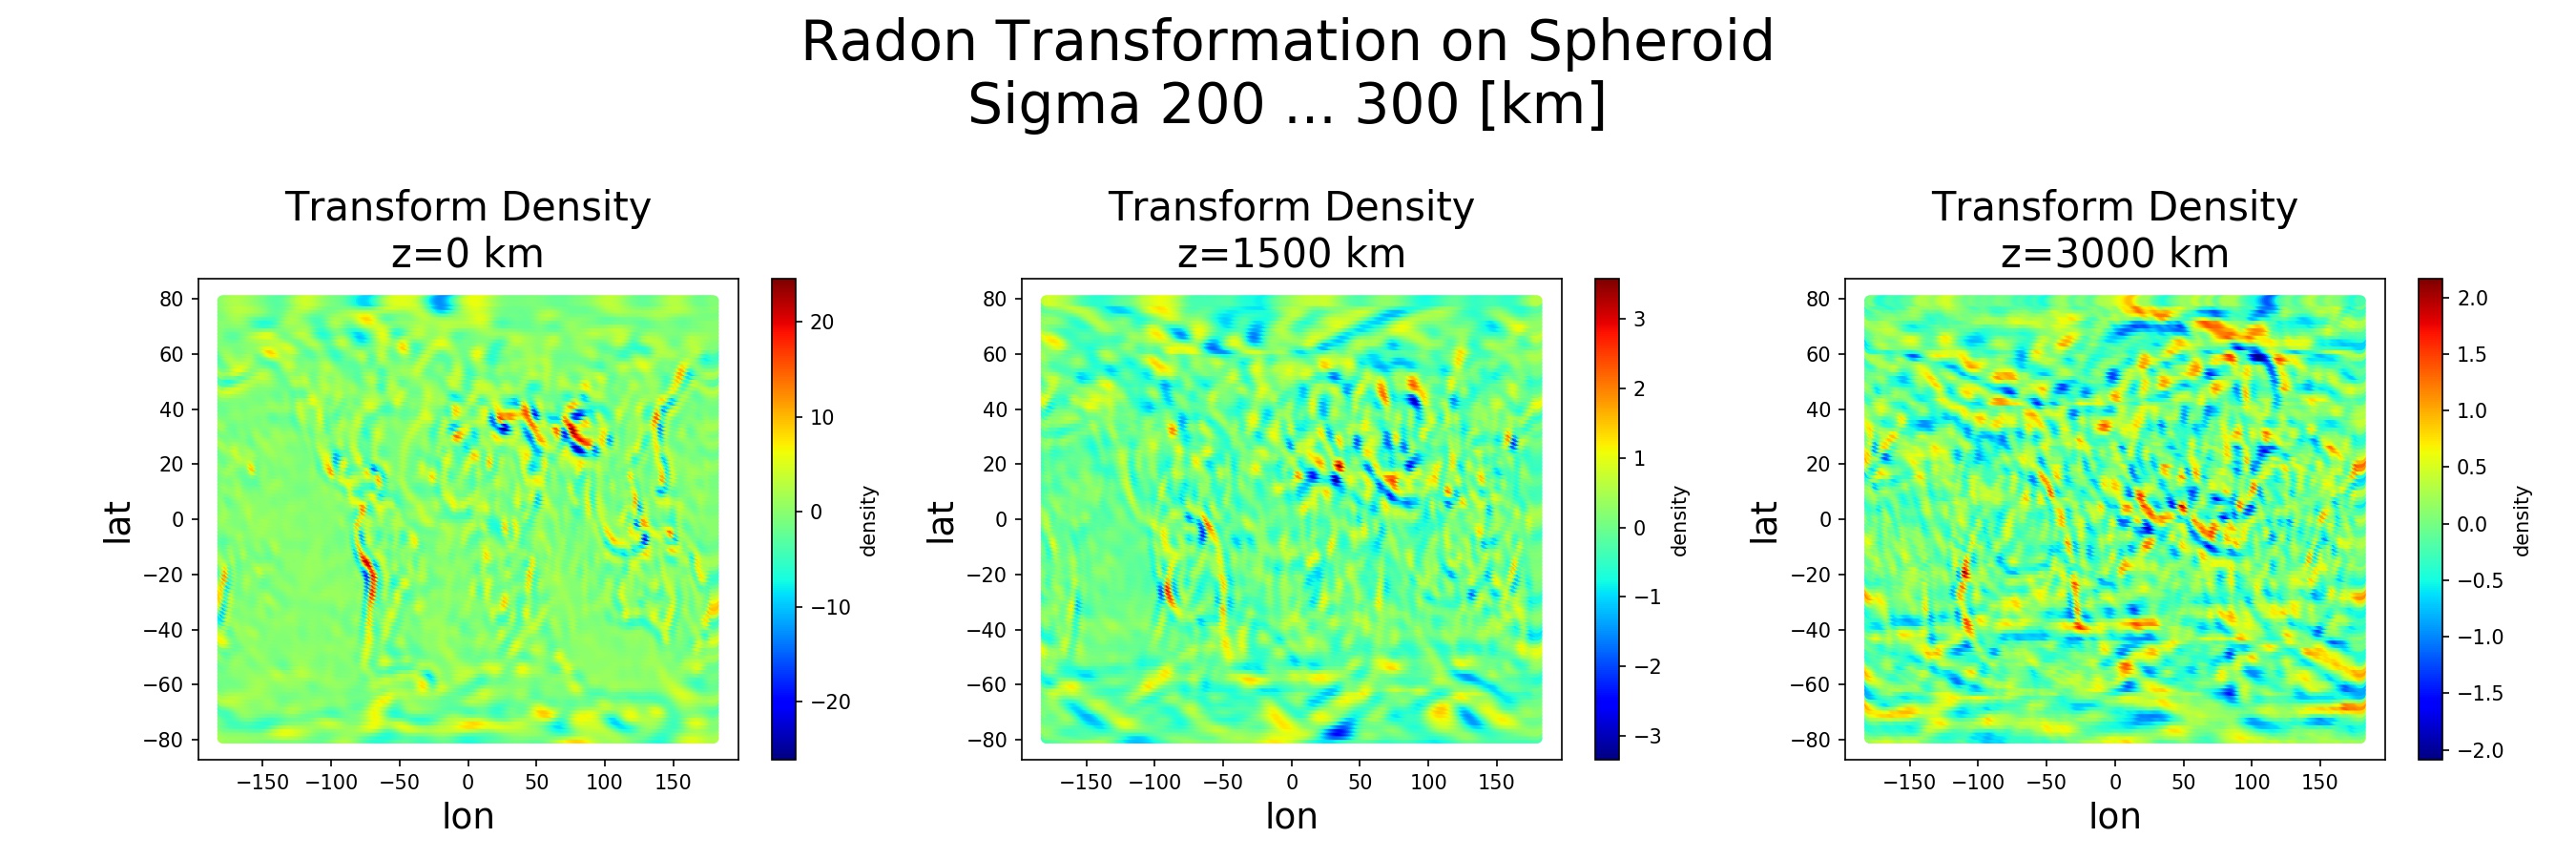 Radon Transformation on Spheroid
Sigma 200 ... 300 [km]
Transform Density
z=0 km
80
60
40
20
0
−20
−40
−60
−80
lat
−150 −100 −50 0 50 100 150
lon
20
10
0
−10
−20
density
Transform Density
z=1500 km
80
60
40
20
0
−20
−40
−60
−80
lat
−150 −100 −50 0 50 100 150
lon
3
2
1
0
−1
−2
−3
density
Transform Density
z=3000 km
80
60
40
20
0
−20
−40
−60
−80
lat
−150 −100 −50 0 50 100 150
lon
2.0
1.5
1.0
0.5
0.0
−0.5
−1.0
−1.5
−2.0
density